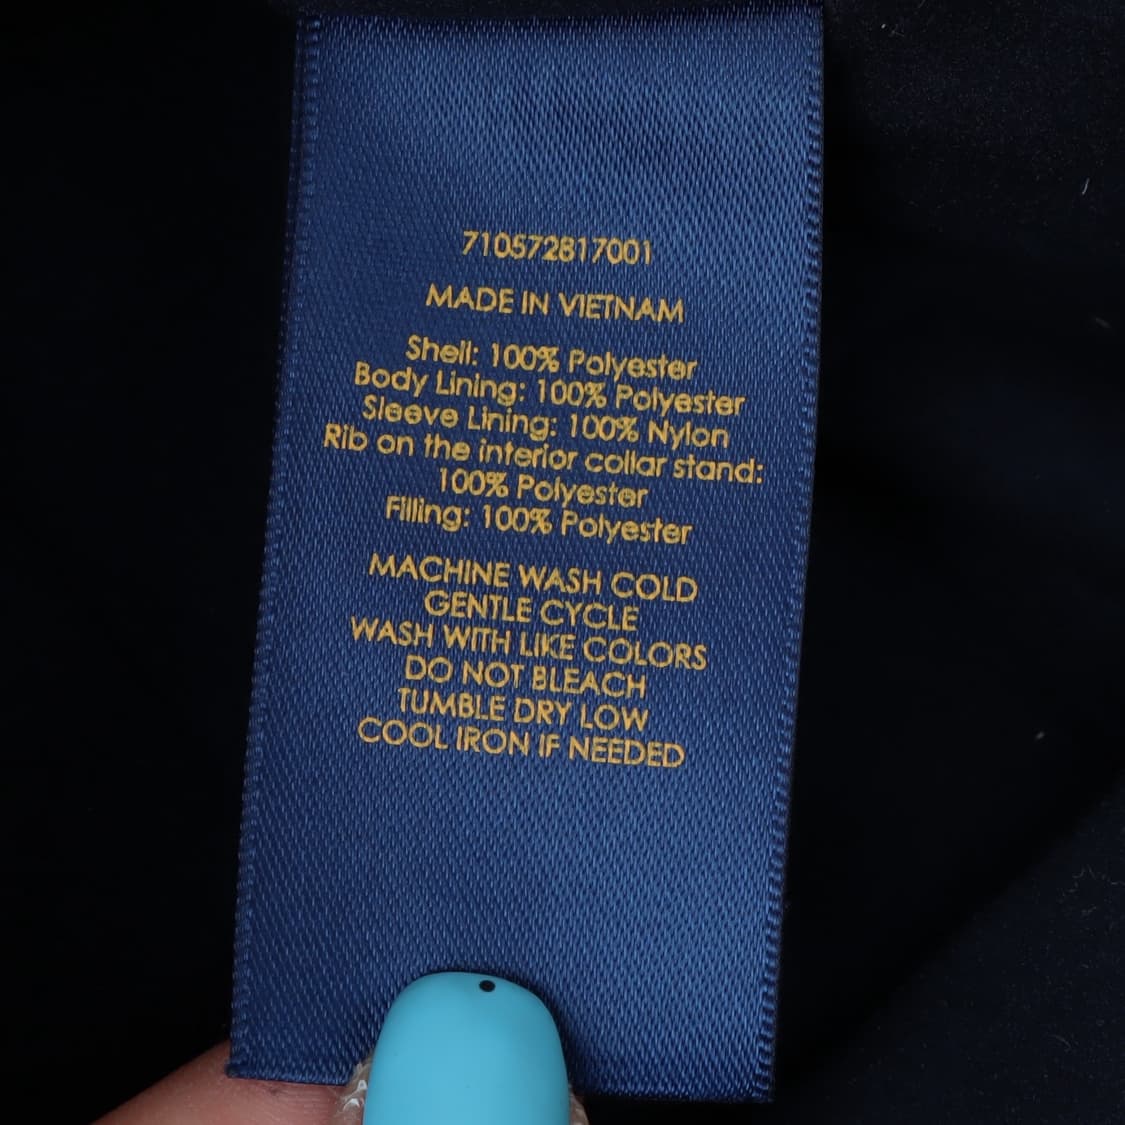 710572817001
MADE IN VIETNAM
Shell: 100% Polyester
Body Lining: 100% Polyester
Sleeve Lining: 100% Nylon
Rib on the interior collar stand:
100% Polyester
Filling: 100% Polyester
MACHINE WASH COLD
GENTLE CYCLE
WASH WITH LIKE COLORS
DO NOT BLEACH
TUMBLE DRY LOW
COOL IRON IF NEEDED